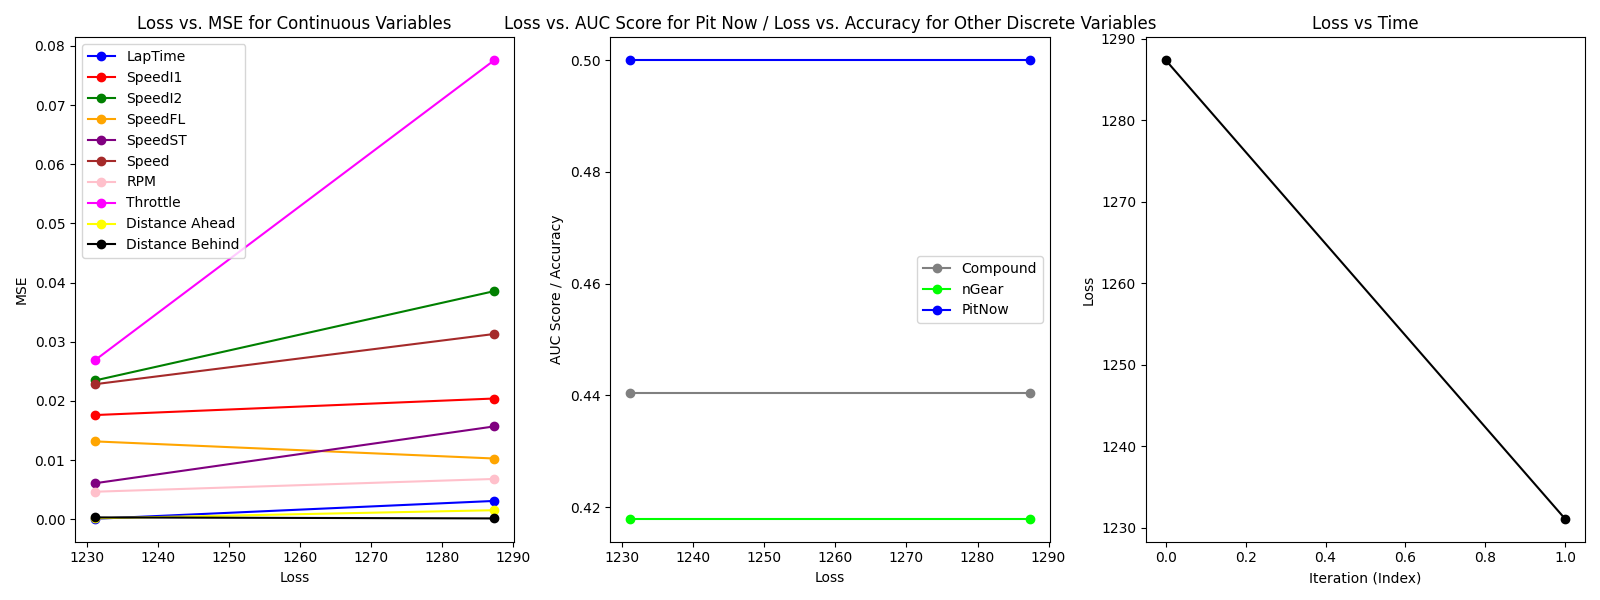 Loss vs. MSE for Continuous Variables
MSE
0.08
0.07
0.06
0.05
0.04
0.03
0.02
0.01
0.00
LapTime
SpeedI1
SpeedI2
SpeedFL
SpeedST
Speed
RPM
Throttle
Distance Ahead
Distance Behind
1230 1240 1250 1260 1270 1280 1290
Loss
Loss vs. AUC Score for Pit Now / Loss vs. Accuracy for Other Discrete Variables
AUC Score / Accuracy
0.50
0.48
0.46
0.44
0.42
Compound
nGear
PitNow
1230 1240 1250 1260 1270 1280 1290
Loss
Loss vs Time
Loss
1290
1280
1270
1260
1250
1240
1230
0.0 0.2 0.4 0.6 0.8 1.0
Iteration (Index)